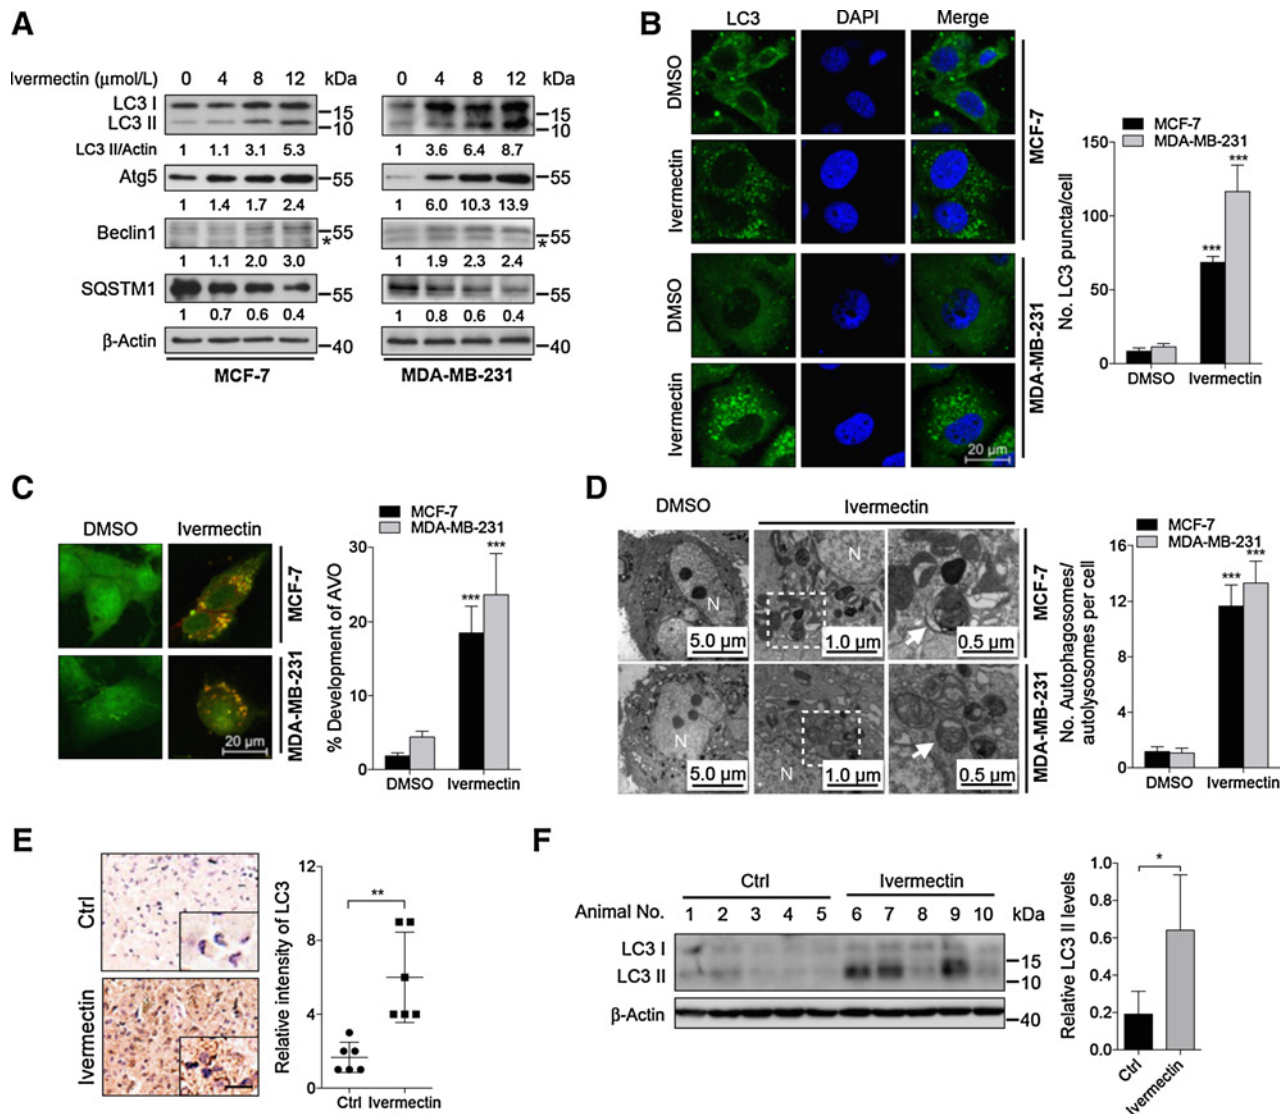 A
Ivermectin (μmol/L) 0 4 8 12 kDa 0 4 8 12 kDa
LC3 I
LC3 II
15
10
15
10
LC3 II/Actin 1 1.1 3.1 5.3 1 3.6 6.4 8.7
Atg5 55 55
1 1.4 1.7 2.4 1 6.0 10.3 13.9
Beclin1 55 * 55 *
1 1.1 2.0 3.0 1 1.9 2.3 2.4
SQSTM1 55 55
1 0.7 0.6 0.4 1 0.8 0.6 0.4
β-Actin 40 40
MCF-7 MDA-MB-231
B
LC3 DAPI Merge
DMSO
Ivermectin
MCF-7
DMSO
Ivermectin
MDA-MB-231
20 μm
MCF-7
MDA-MB-231
No. LC3 puncta/cell
150
100
50
0
*** ***
DMSO Ivermectin
C
DMSO Ivermectin
MCF-7
MDA-MB-231
20 μm
MCF-7
MDA-MB-231
% Development of AVO
30
20
10
0
*** ***
DMSO Ivermectin
D
DMSO Ivermectin
N N
5.0 μm 1.0 μm 0.5 μm
MCF-7
N N
5.0 μm 1.0 μm 0.5 μm
MDA-MB-231
MCF-7
MDA-MB-231
No. Autophagosomes/
autolysosomes per cell
16
12
8
4
0
*** ***
DMSO Ivermectin
E
Ctrl
Ivermectin
Relative intensity of LC3
12
8
4
0
**
Ctrl Ivermectin
F
Ctrl Ivermectin
Animal No. 1 2 3 4 5 6 7 8 9 10 kDa
LC3 I
LC3 II
15
10
β-Actin 40
Relative LC3 II levels
1.0
0.8
0.6
0.4
0.2
0.0
*
Ctrl
Ivermectin